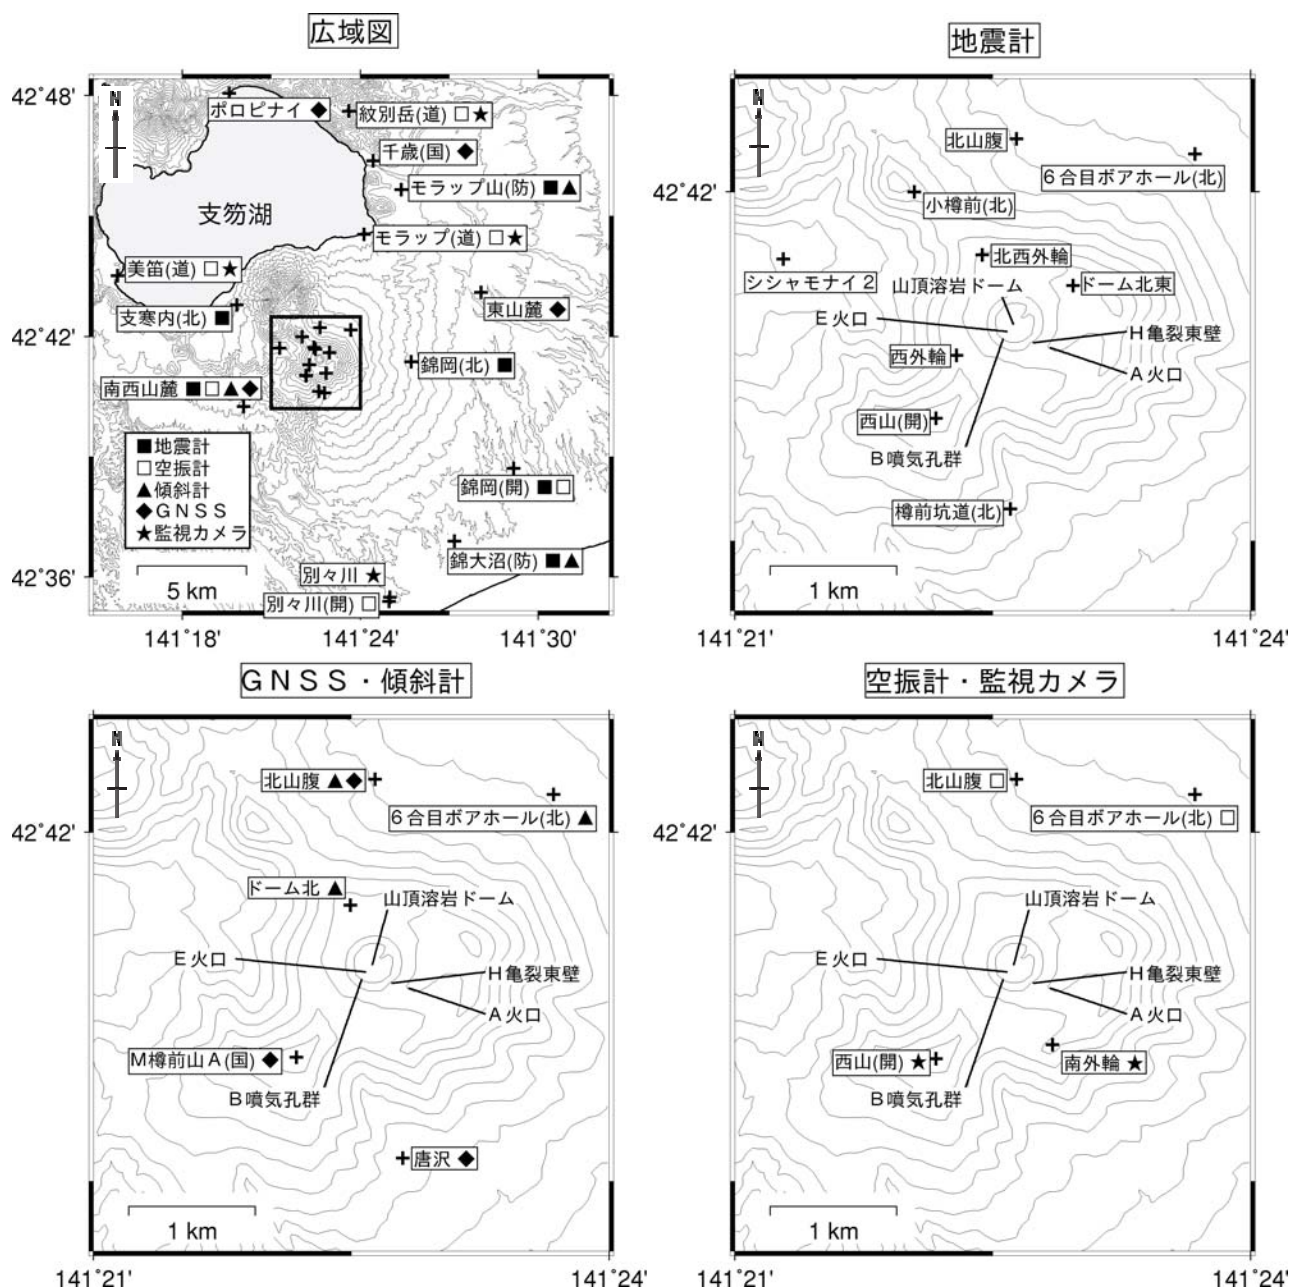 広域図
42°48'
42°42'
42°36'
141°18'
141°24'
141°30'
N
ポロピナイ ◆
紋別岳(道) □★
千歳(国) ◆
モラップ山(防) ■▲
支笏湖
モラップ(道) □★
美笛(道) □★
支寒内(北) ■
東山麓 ◆
錦岡(北) ■
南西山麓 ■□▲◆
■地震計
□空振計
▲傾斜計
◆GNSS
★監視カメラ
錦岡(開) ■□
錦大沼(防) ■▲
別々川 ★
別々川(開) □
5 km
地震計
42°42'
141°21'
141°24'
N
北山腹
6合目ボアホール(北)
小樽前(北)
北西外輪
シシャモナイ2
ドーム北東
山頂溶岩ドーム
E火口
H亀裂東壁
西外輪
A火口
西山(開)
B噴気孔群
樽前坑道(北)
1 km
GNSS・傾斜計
42°42'
141°21'
141°24'
N
北山腹 ▲◆
6合目ボアホール(北) ▲
ドーム北 ▲
山頂溶岩ドーム
E火口
H亀裂東壁
A火口
M樽前山A(国) ◆
B噴気孔群
唐沢 ◆
1 km
空振計・監視カメラ
42°42'
141°21'
141°24'
N
北山腹 □
6合目ボアホール(北) □
山頂溶岩ドーム
E火口
H亀裂東壁
A火口
西山(開) ★
南外輪 ★
B噴気孔群
1 km